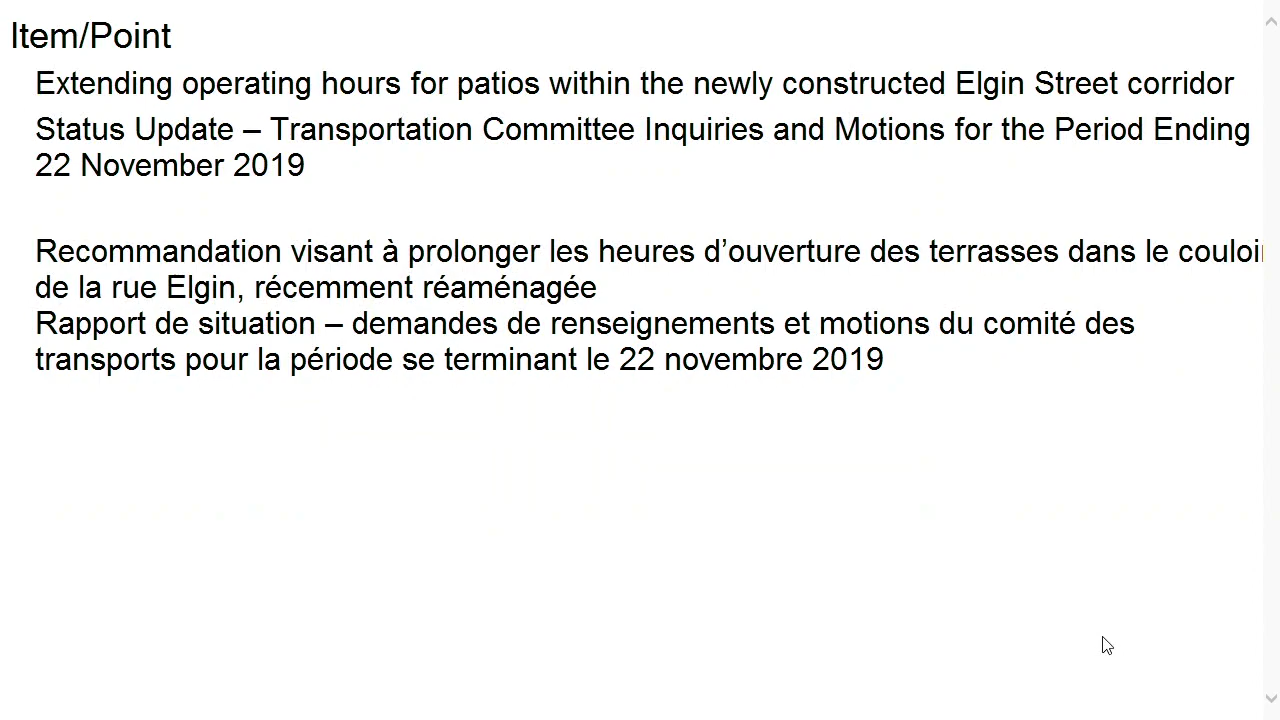 Item/Point
Extending operating hours for patios within the newly constructed Elgin Street corridor
Status Update – Transportation Committee Inquiries and Motions for the Period Ending
22 November 2019
Recommandation visant à prolonger les heures d’ouverture des terrasses dans le couloir
de la rue Elgin, récemment réaménagée
Rapport de situation – demandes de renseignements et motions du comité des
transports pour la période se terminant le 22 novembre 2019